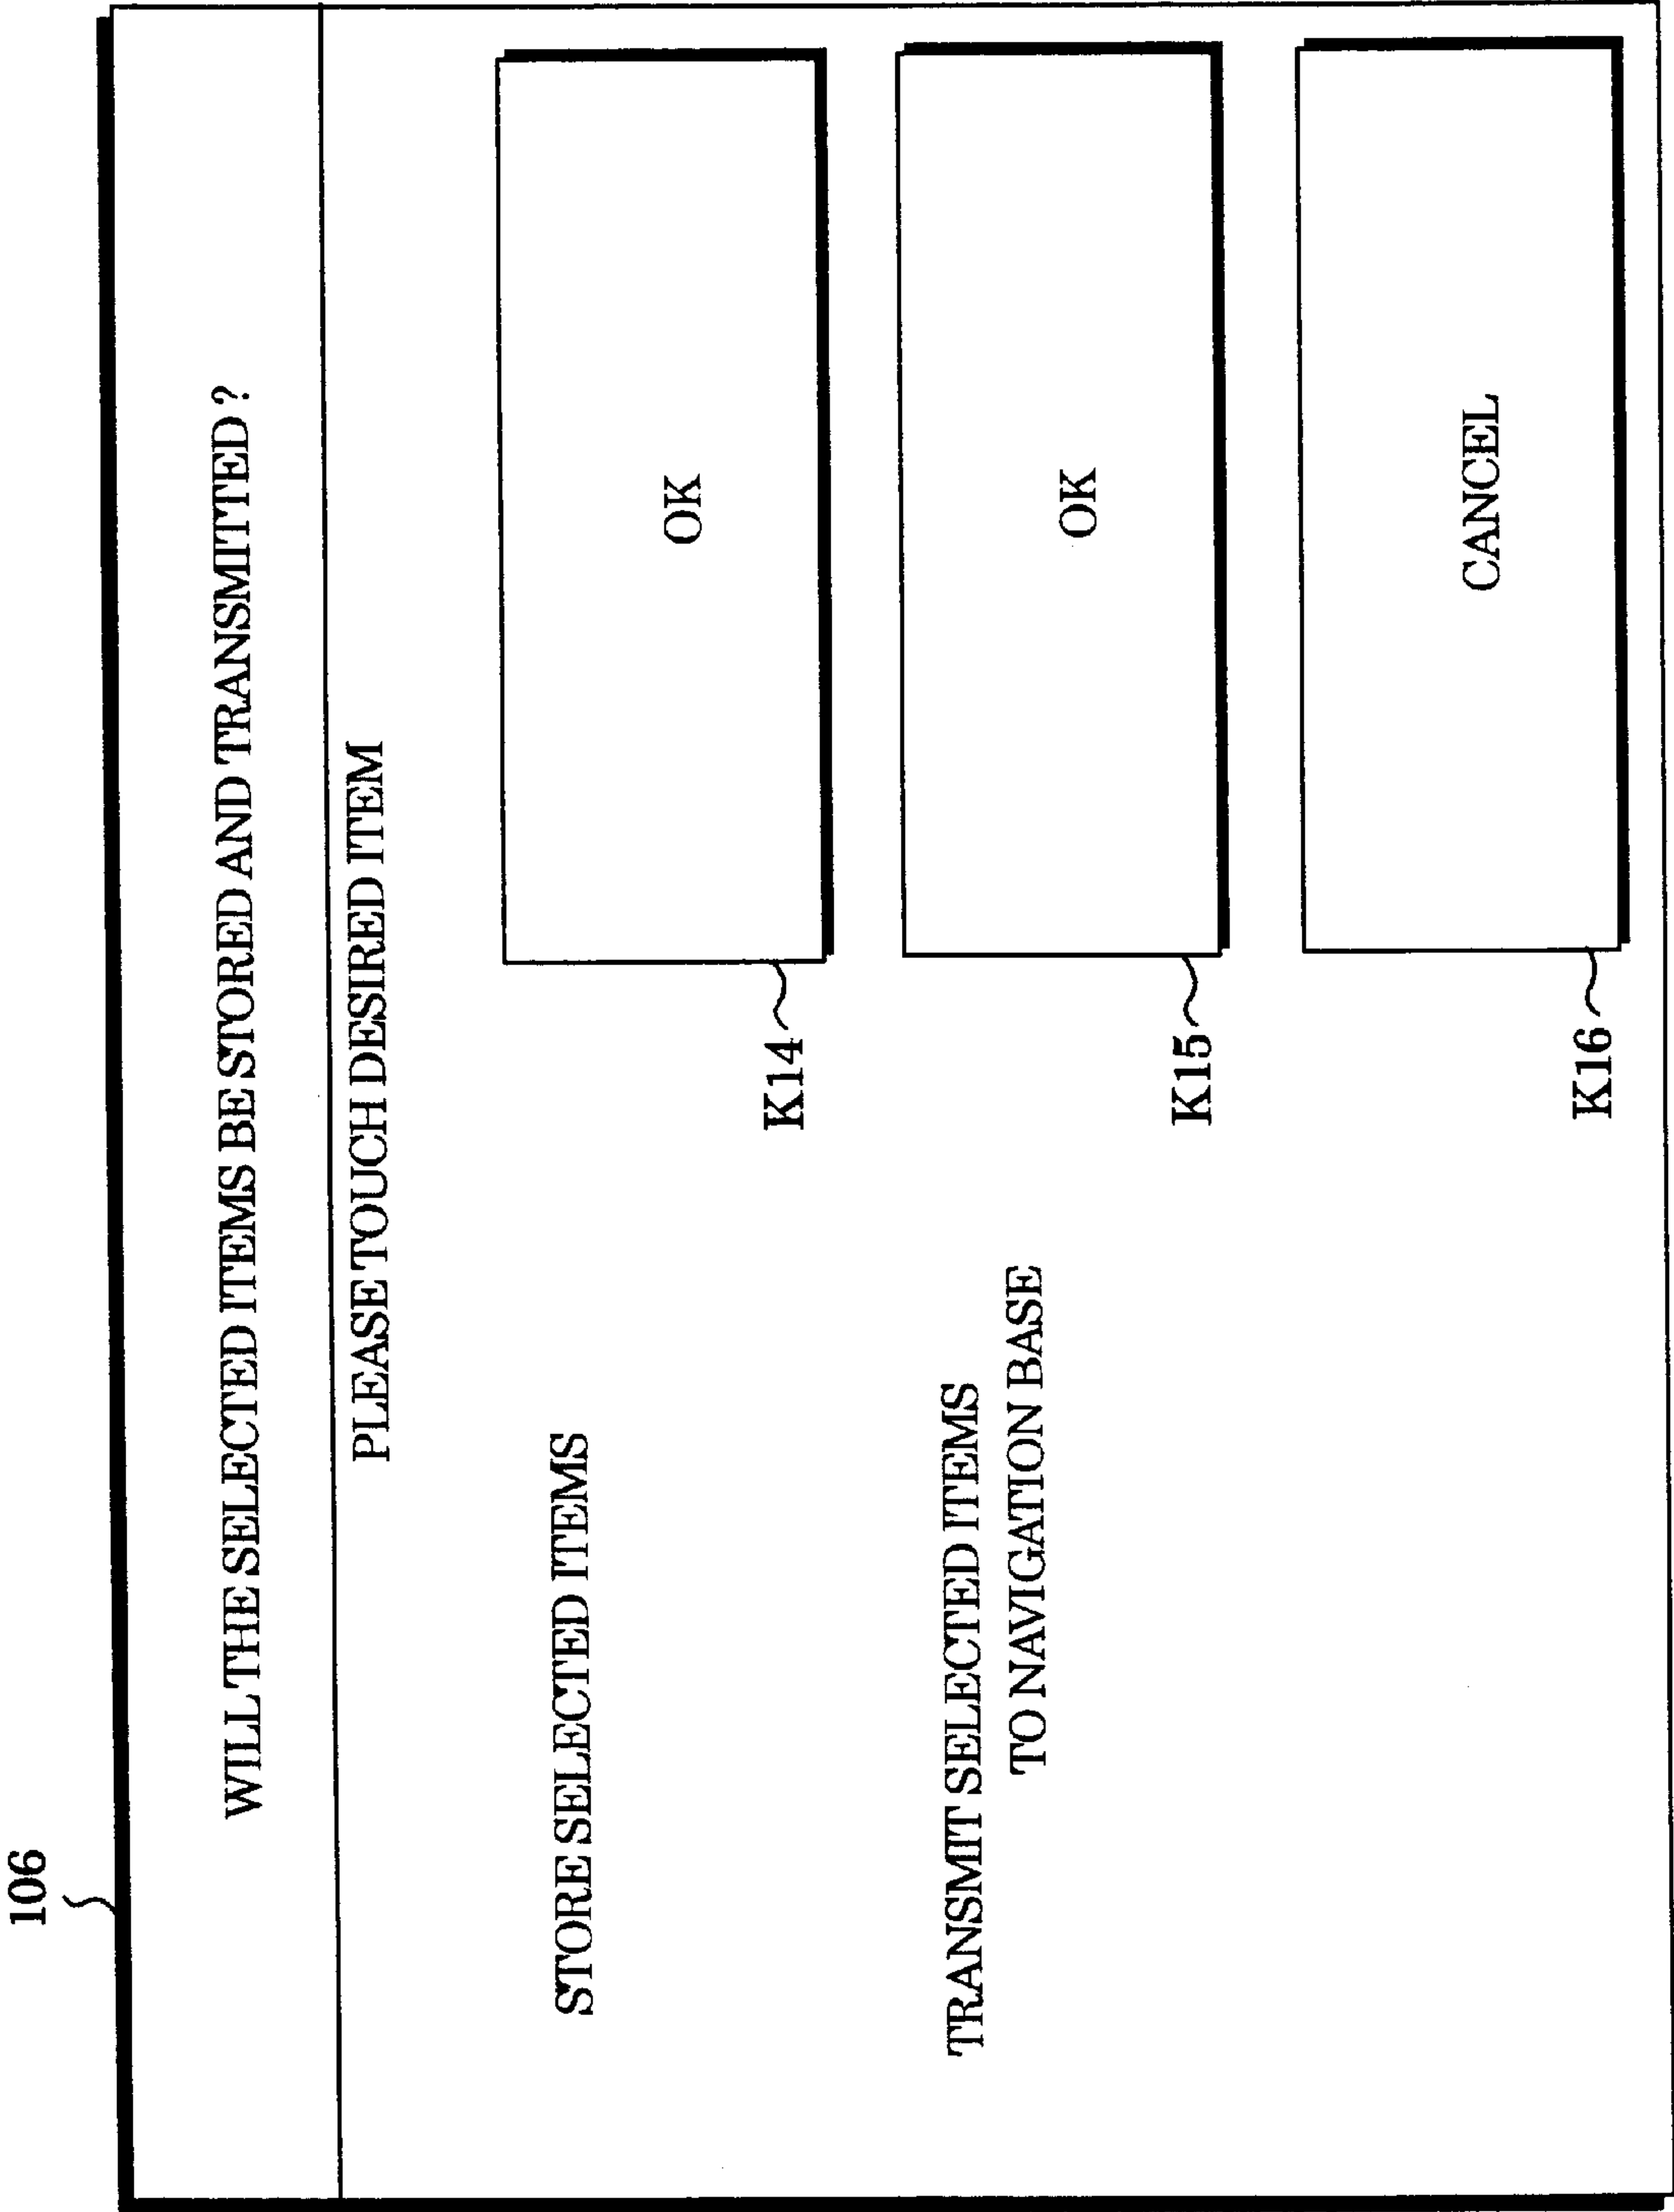 106
WILL THE SELECTED ITEMS BE STORED AND TRANSMITTED ?
PLEASE TOUCH DESIRED ITEM
STORE SELECTED ITEMS
OK
K14
TRANSMIT SELECTED ITEMS
TO NAVIGATION BASE
OK
K15
CANCEL
K16